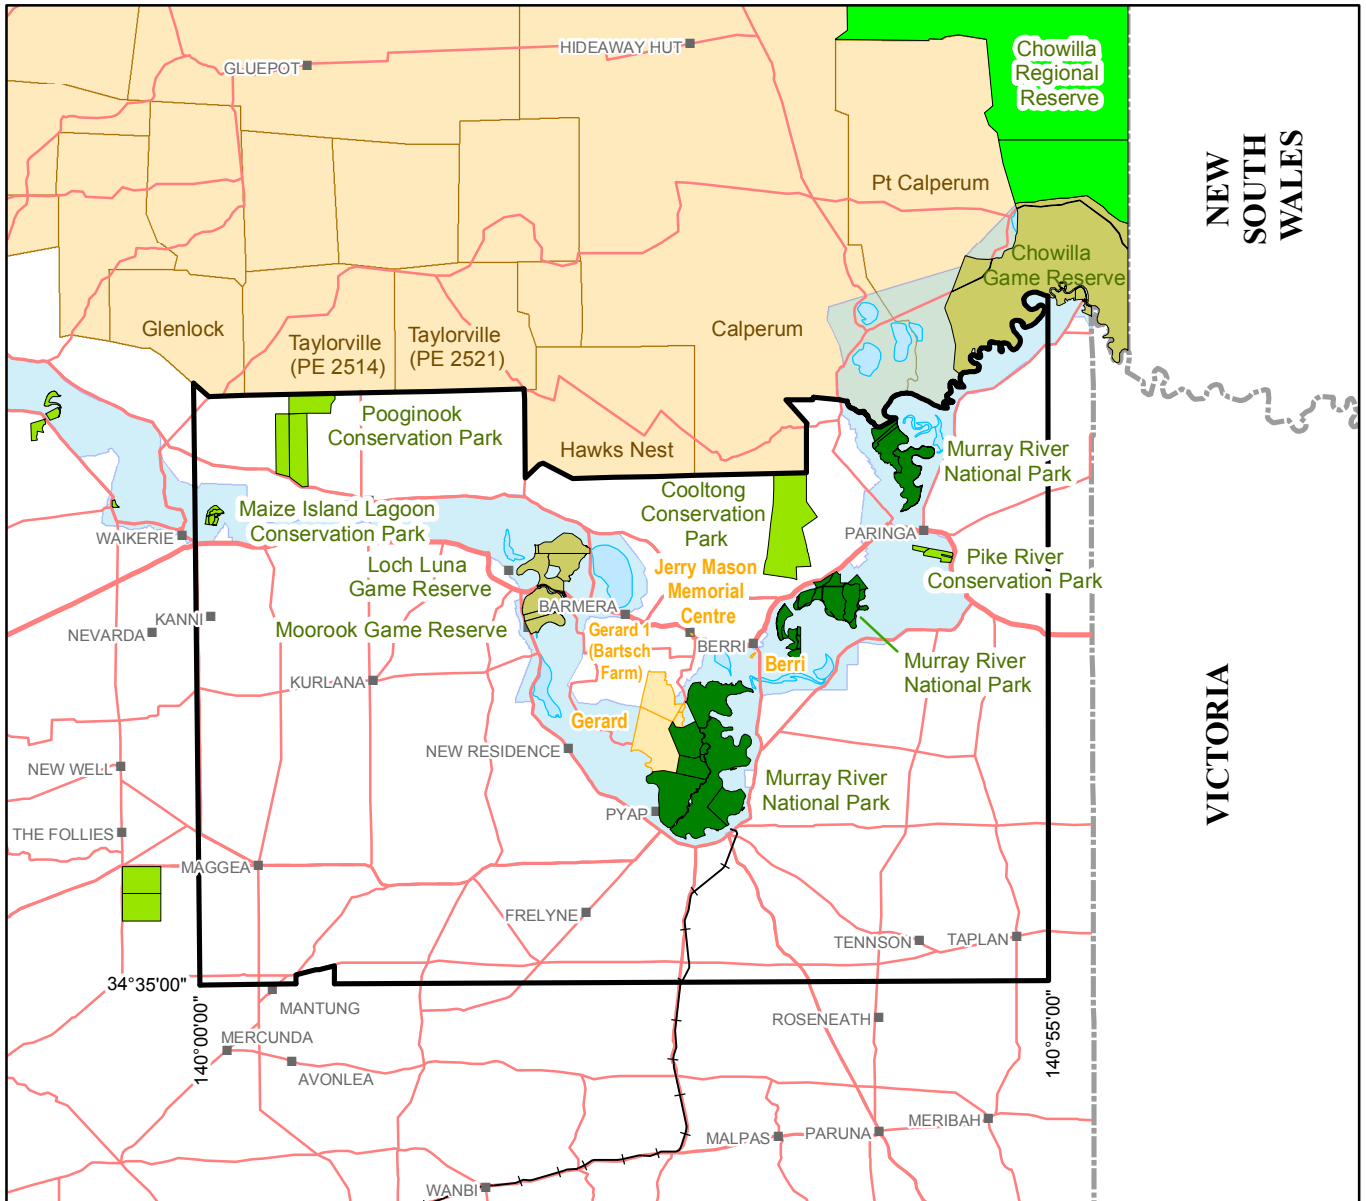 HIDEAWAY HUT
GLUEPOT
Chowilla
Regional
Reserve
NEW
SOUTH
WALES
Pt Calperum
Chowilla
Game Reserve
Glenlock
Taylorville
(PE 2514)
Taylorville
(PE 2521)
Calperum
Pooginook
Conservation Park
Hawks Nest
Murray River
National Park
Cooltong
Conservation
Park
Maize Island Lagoon
Conservation Park
WAIKERIE
PARINGA
Loch Luna
Game Reserve
Jerry Mason
Memorial
Centre
Pike River
Conservation Park
BARMERA
KANNI
NEVARDA
Moorook Game Reserve
Gerard 1
(Bartsch
Farm)
BERRI
Berri
Murray River
National Park
KURLANA
Gerard
VICTORIA
NEW RESIDENCE
NEW WELL
Murray River
National Park
PYAP
THE FOLLIES
MAGGEA
FRELYNE
TENNSON
TAPLAN
34°35'00"
140°00'00"
140°55'00"
MANTUNG
ROSENEATH
MERCUNDA
AVONLEA
MERIBAH
MALPAS
PARUNA
WANBI